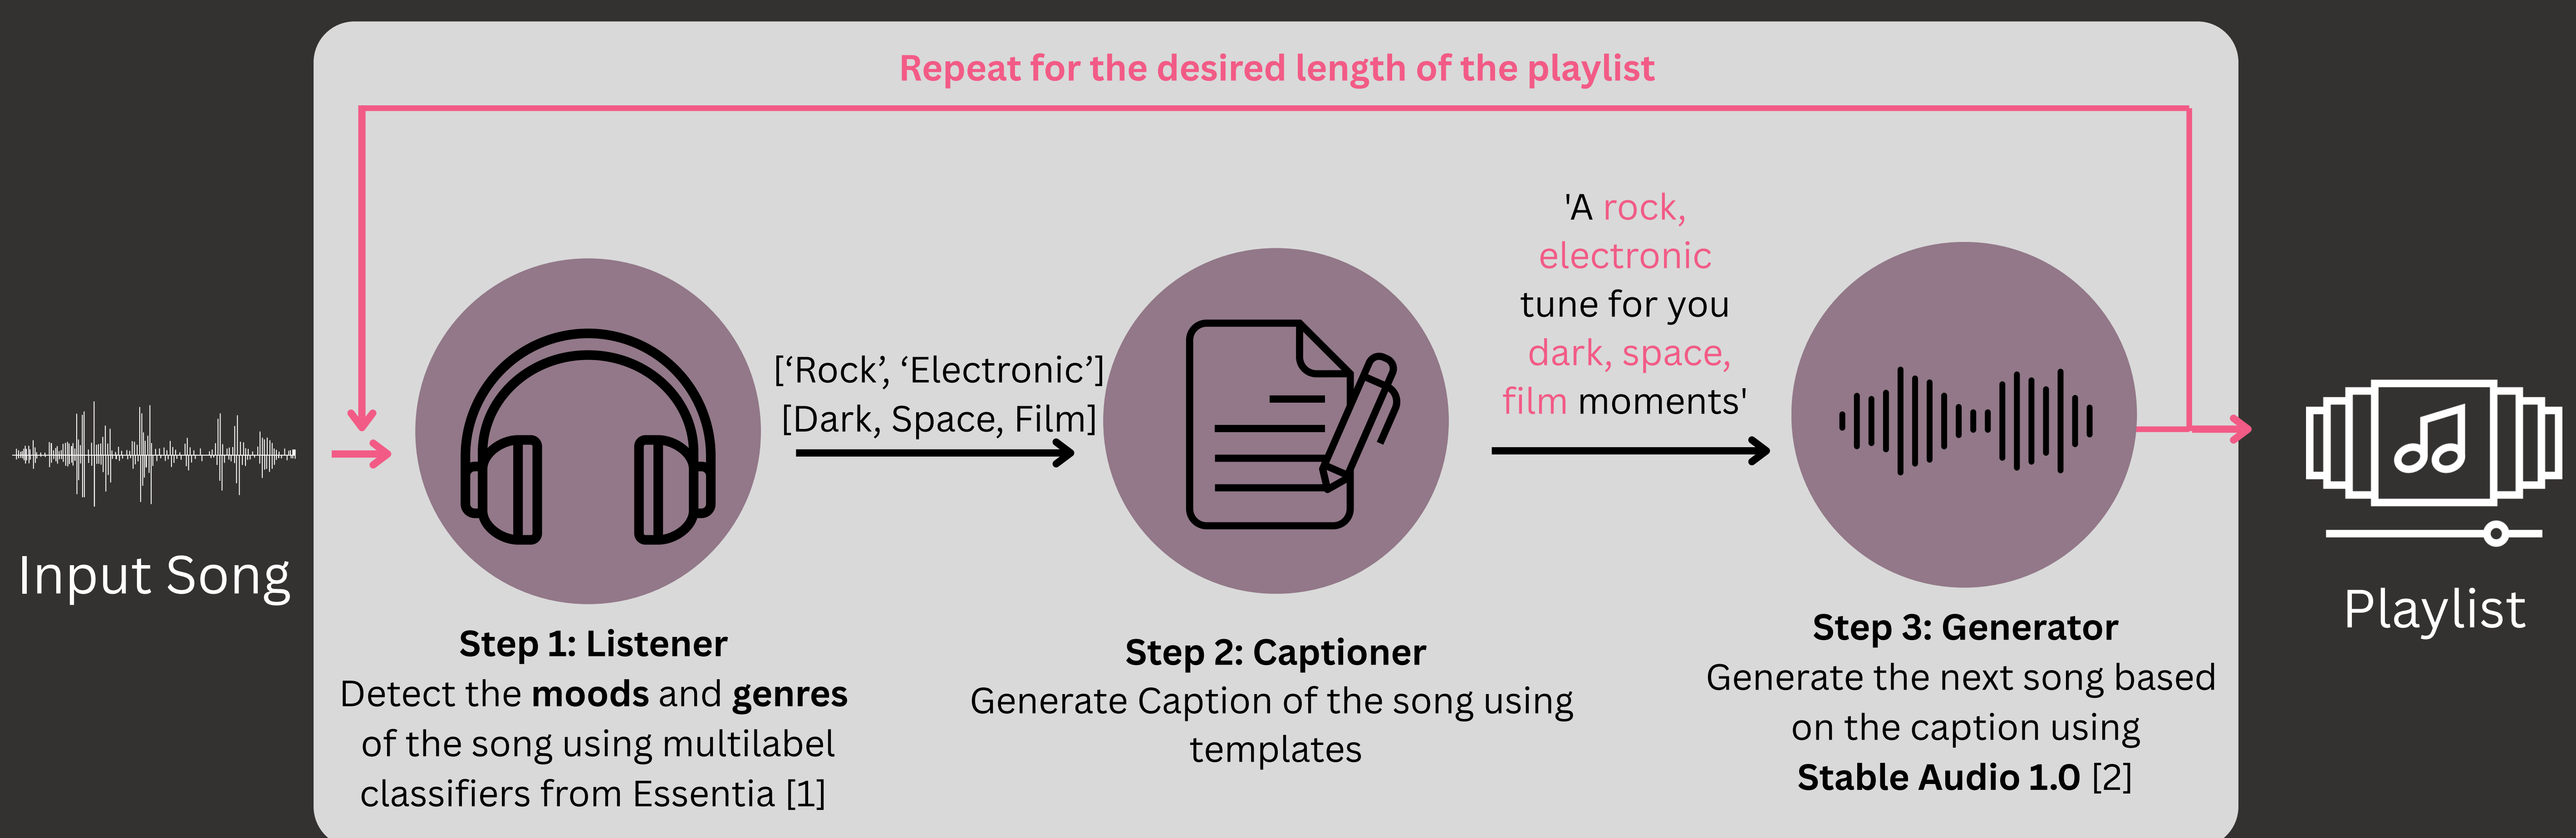 Repeat for the desired length of the playlist
Input Song
[‘Rock’, ‘Electronic’]
[Dark, Space, Film]
'A rock,
electronic
tune for you
dark, space,
film moments'
Step 1: Listener
Detect the moods and genres
of the song using multilabel
classifiers from Essentia [1]
Step 2: Captioner
Generate Caption of the song using
templates
Step 3: Generator
Generate the next song based
on the caption using
Stable Audio 1.0 [2]
Playlist